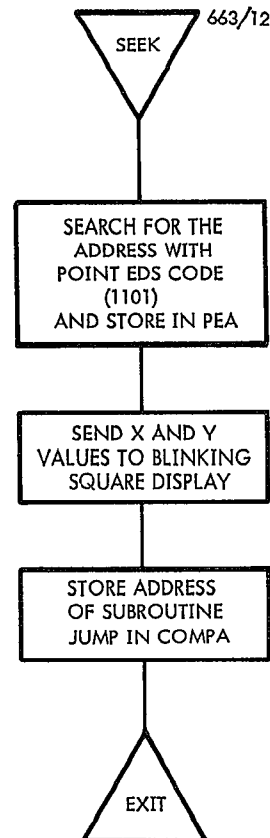 663/12
SEEK
SEARCH FOR THE
ADDRESS WITH
POINT EDS CODE
(1101)
AND STORE IN PEA
SEND X AND Y
VALUES TO BLINKING
SQUARE DISPLAY
STORE ADDRESS
OF SUBROUTINE
JUMP IN COMPA
EXIT